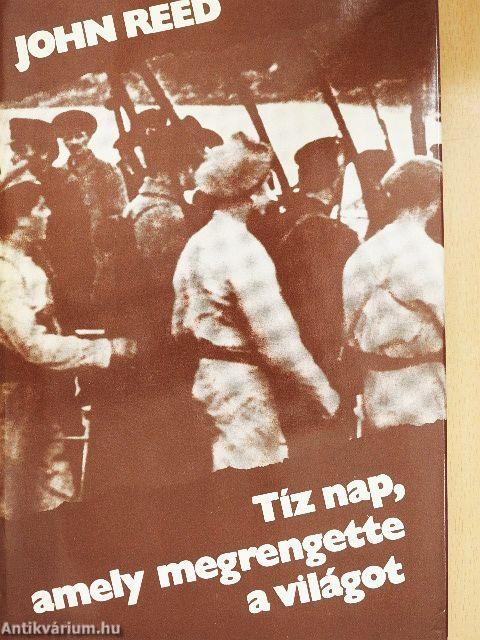 JOHN REED
Tíz nap,
amely megrengette
a világot
Antikvárium.hu